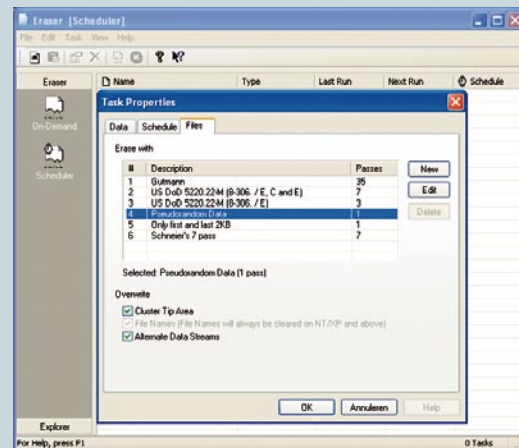 Eraser [Scheduler]
File Edit Task View Help
Eraser
Name Type Last Run Next Run Schedule
On-Demand
Scheduler
Task Properties
Data Schedule Files
Erase with
# Description Passes
1 Gutmann 35
2 US DoD 5220.22-M (8-306. / E, C and E) 7
3 US DoD 5220.22-M (8-306. / E) 3
4 Pseudorandom Data 1
5 Only first and last 2KB 1
6 Schneier's 7 pass 7
New
Edit
Delete
Selected: Pseudorandom Data (1 pass)
Overwrite
Cluster Tip Area
File Names (File Names will always be cleared on NT/XP and above)
Alternate Data Streams
OK Annuleren Help
Explorer
For Help, press F1 0 Tasks